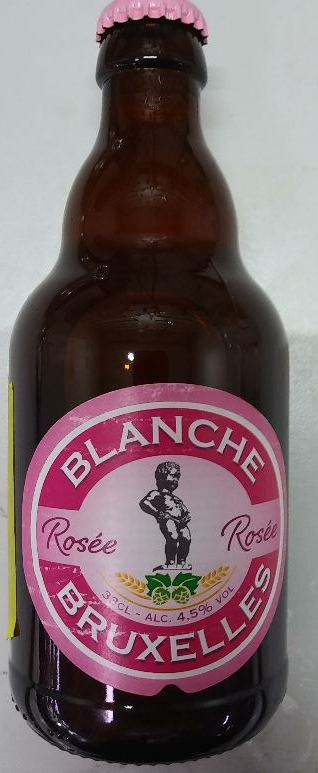 BLANCHE
Rosée Rosée
33CL - ALC. 4,5% VOL
BRUXELLES